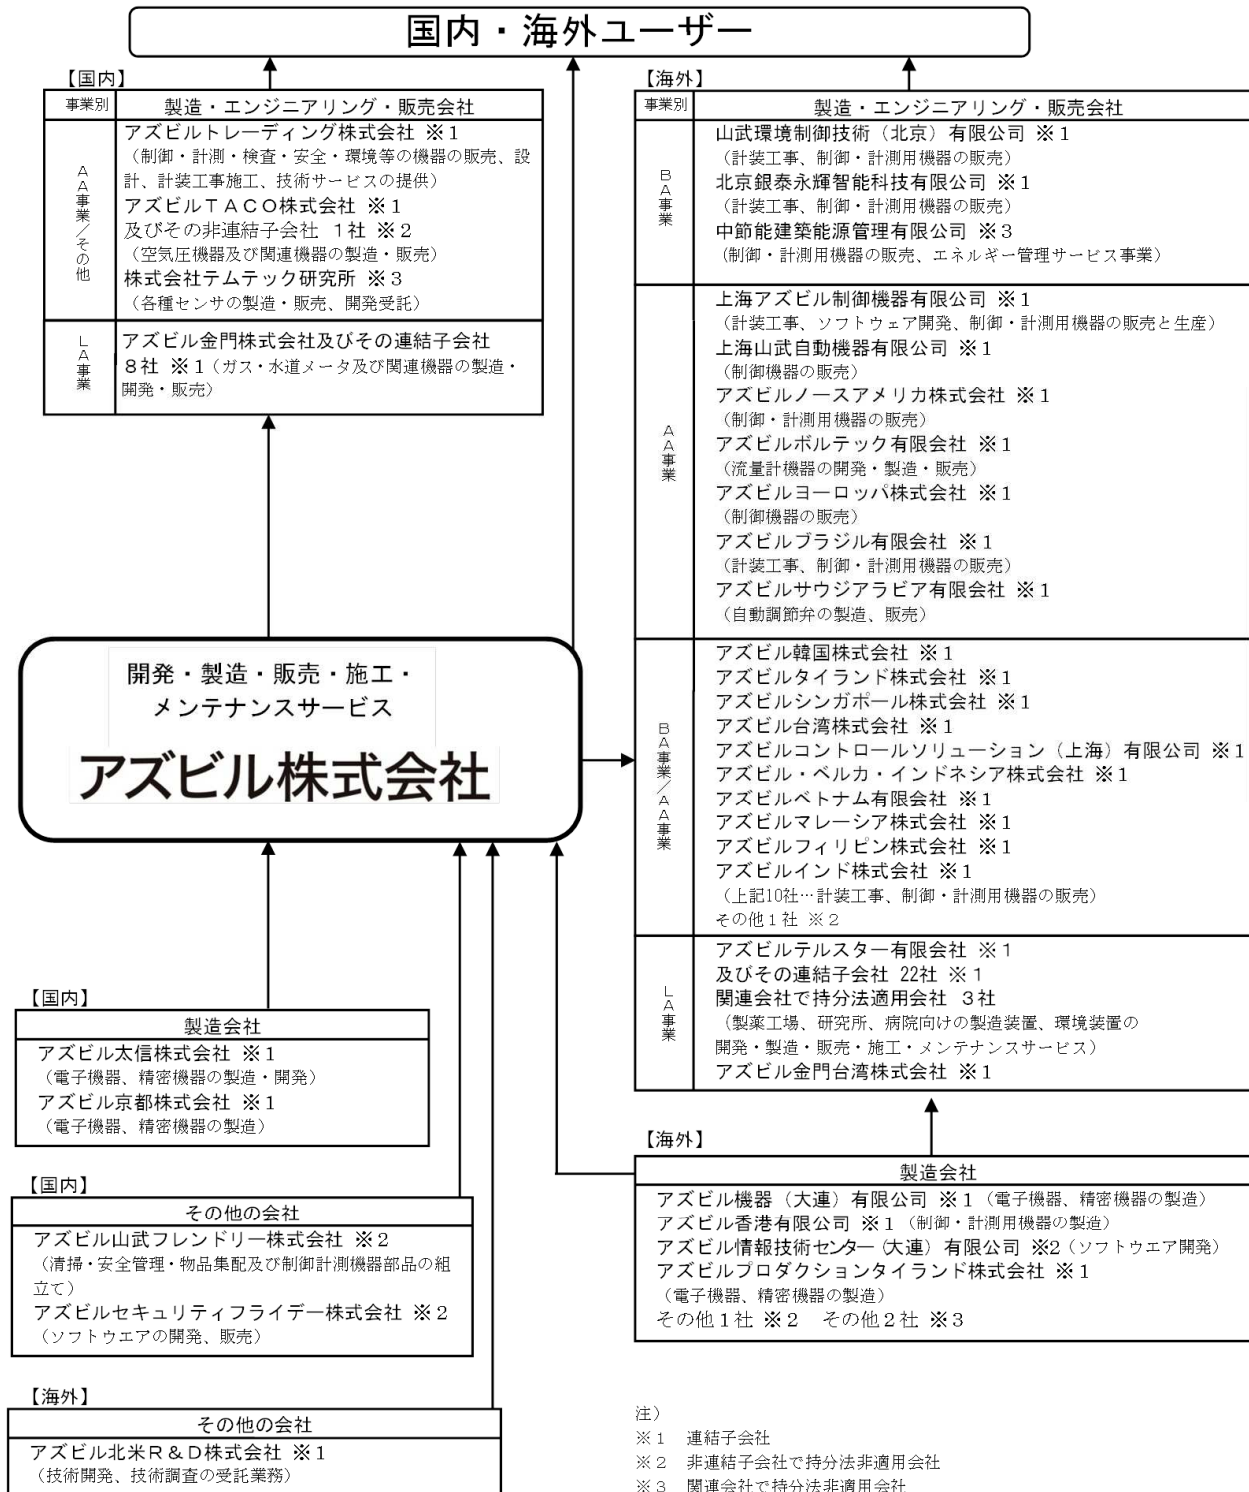 国内・海外ユーザー
【国内】
事業別
製造・エンジニアリング・販売会社
AA事業／その他
アズビルトレーディング株式会社 ※1
（制御・計測・検査・安全・環境等の機器の販売、設
計、計装工事施工、技術サービスの提供）
アズビルTACO株式会社 ※1
及びその非連結子会社 1社 ※2
（空気圧機器及び関連機器の製造・販売）
株式会社テムテック研究所 ※3
（各種センサの製造・販売、開発受託）
LA事業
アズビル金門株式会社及びその連結子会社
8社 ※1（ガス・水道メータ及び関連機器の製造・
開発・販売）
【海外】
事業別
製造・エンジニアリング・販売会社
BA事業
山武環境制御技術（北京）有限公司 ※1
（計装工事、制御・計測用機器の販売）
北京銀泰永輝智能科技有限公司 ※1
（計装工事、制御・計測用機器の販売）
中節能建築能源管理有限公司 ※3
（制御・計測用機器の販売、エネルギー管理サービス事業）
AA事業
上海アズビル制御機器有限公司 ※1
（計装工事、ソフトウェア開発、制御・計測用機器の販売と生産）
上海山武自動機器有限公司 ※1
（制御機器の販売）
アズビルノースアメリカ株式会社 ※1
（制御・計測用機器の販売）
アズビルボルテック有限会社 ※1
（流量計機器の開発・製造・販売）
アズビルヨーロッパ株式会社 ※1
（制御機器の販売）
アズビルブラジル有限会社 ※1
（計装工事、制御・計測用機器の販売）
アズビルサウジアラビア有限会社 ※1
（自動調節弁の製造、販売）
BA事業／AA事業
アズビル韓国株式会社 ※1
アズビルタイランド株式会社 ※1
アズビルシンガポール株式会社 ※1
アズビル台湾株式会社 ※1
アズビルコントロールソリューション（上海）有限公司 ※1
アズビル・ベルカ・インドネシア株式会社 ※1
アズビルベトナム有限会社 ※1
アズビルマレーシア株式会社 ※1
アズビルフィリピン株式会社 ※1
アズビルインド株式会社 ※1
（上記10社…計装工事、制御・計測用機器の販売）
その他1社 ※2
LA事業
アズビルテルスター有限会社 ※1
及びその連結子会社 22社 ※1
関連会社で持分法適用会社 3社
（製薬工場、研究所、病院向けの製造装置、環境装置の
開発・製造・販売・施工・メンテナンスサービス）
アズビル金門台湾株式会社 ※1
開発・製造・販売・施工・
メンテナンスサービス
アズビル株式会社
【国内】
製造会社
アズビル太信株式会社 ※1
（電子機器、精密機器の製造・開発）
アズビル京都株式会社 ※1
（電子機器、精密機器の製造）
【国内】
その他の会社
アズビル山武フレンドリー株式会社 ※2
（清掃・安全管理・物品集配及び制御計測機器部品の組
立て）
アズビルセキュリティフライデー株式会社 ※2
（ソフトウエアの開発、販売）
【海外】
その他の会社
アズビル北米R＆D株式会社 ※1
（技術開発、技術調査の受託業務）
【海外】
製造会社
アズビル機器（大連）有限公司 ※1（電子機器、精密機器の製造）
アズビル香港有限公司 ※1（制御・計測用機器の製造）
アズビル情報技術センター（大連）有限公司 ※2（ソフトウエア開発）
アズビルプロダクションタイランド株式会社 ※1
（電子機器、精密機器の製造）
その他1社 ※2　その他2社 ※3
注）
※1　連結子会社
※2　非連結子会社で持分法非適用会社
※3　関連会社で持分法非適用会社